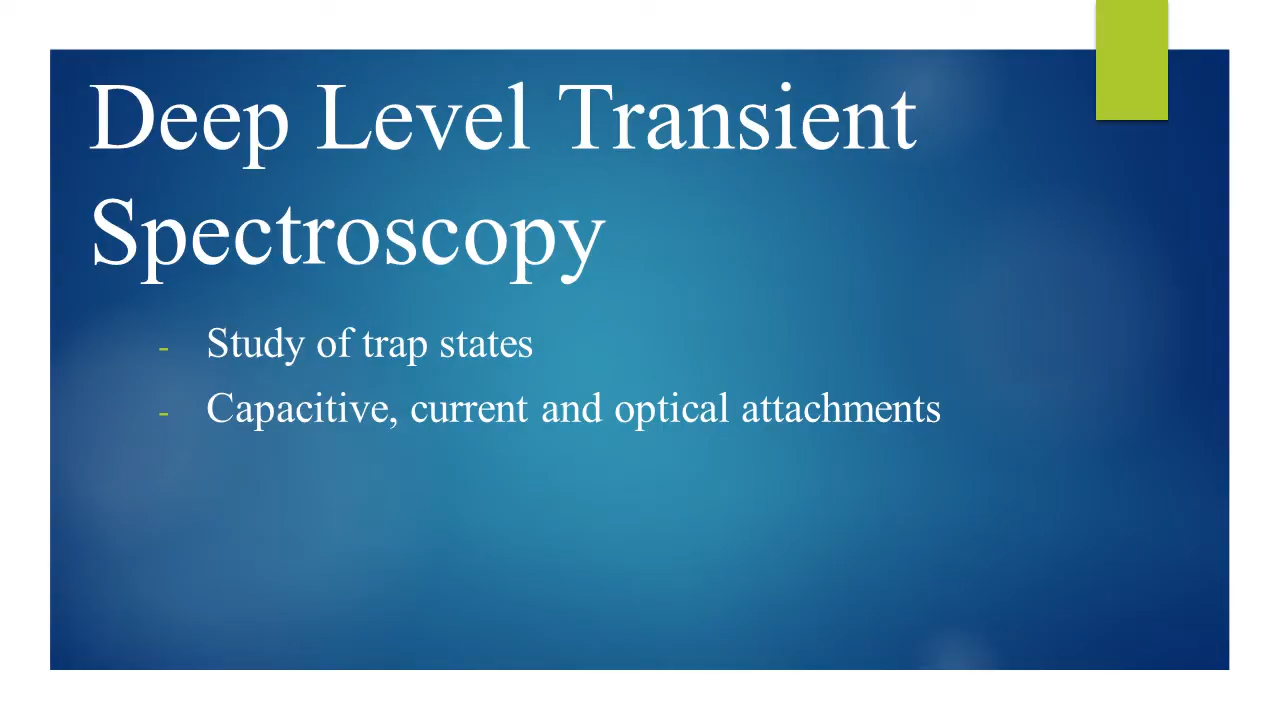 Deep Level Transient
Spectroscopy
- Study of trap states
- Capacitive, current and optical attachments